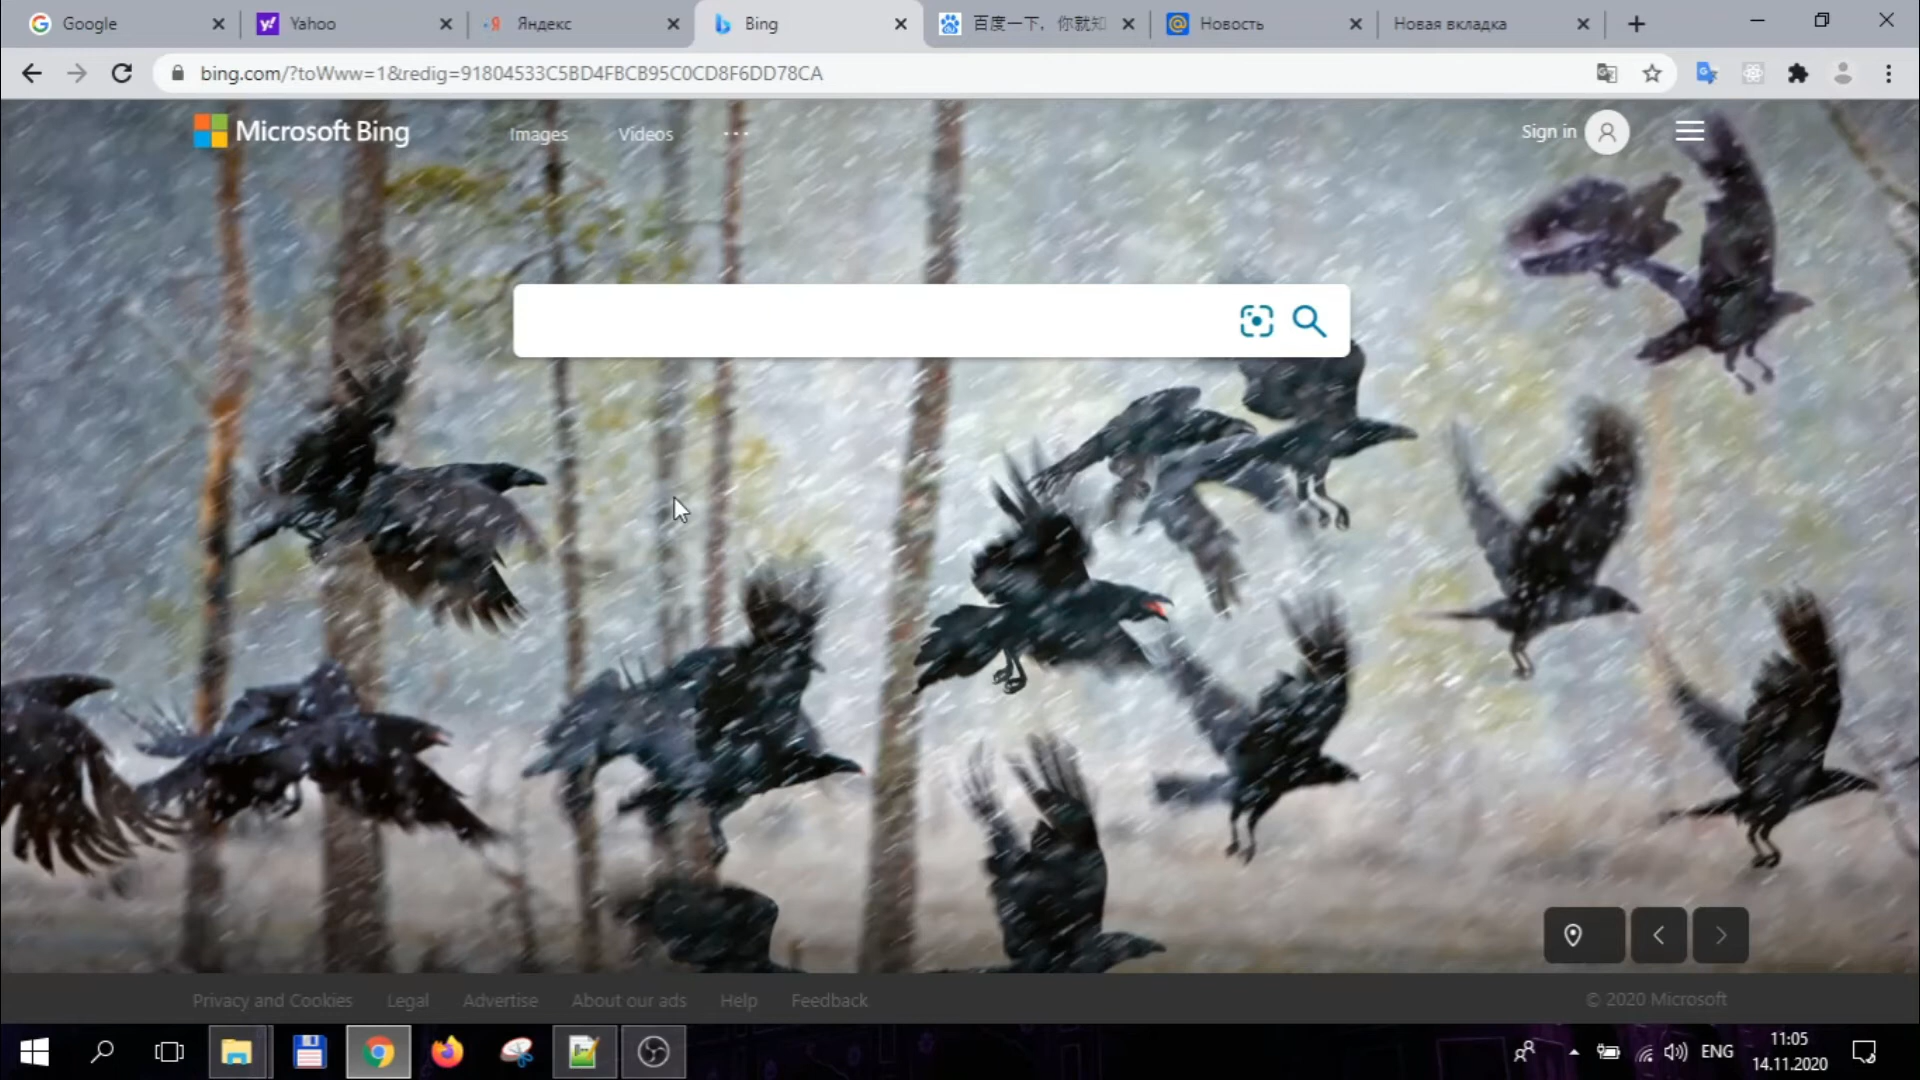 Google
Yahoo
Яндекс
Bing
百度一下，你就知
Новость
Новая вкладка
bing.com/?toWww=1&redig=91804533C5BD4FBCB95C0CD8F6DD78CA
Microsoft Bing
Images
Videos
Sign in
Privacy and Cookies
Legal
Advertise
About our ads
Help
Feedback
© 2020 Microsoft
ENG
11:05
14.11.2020